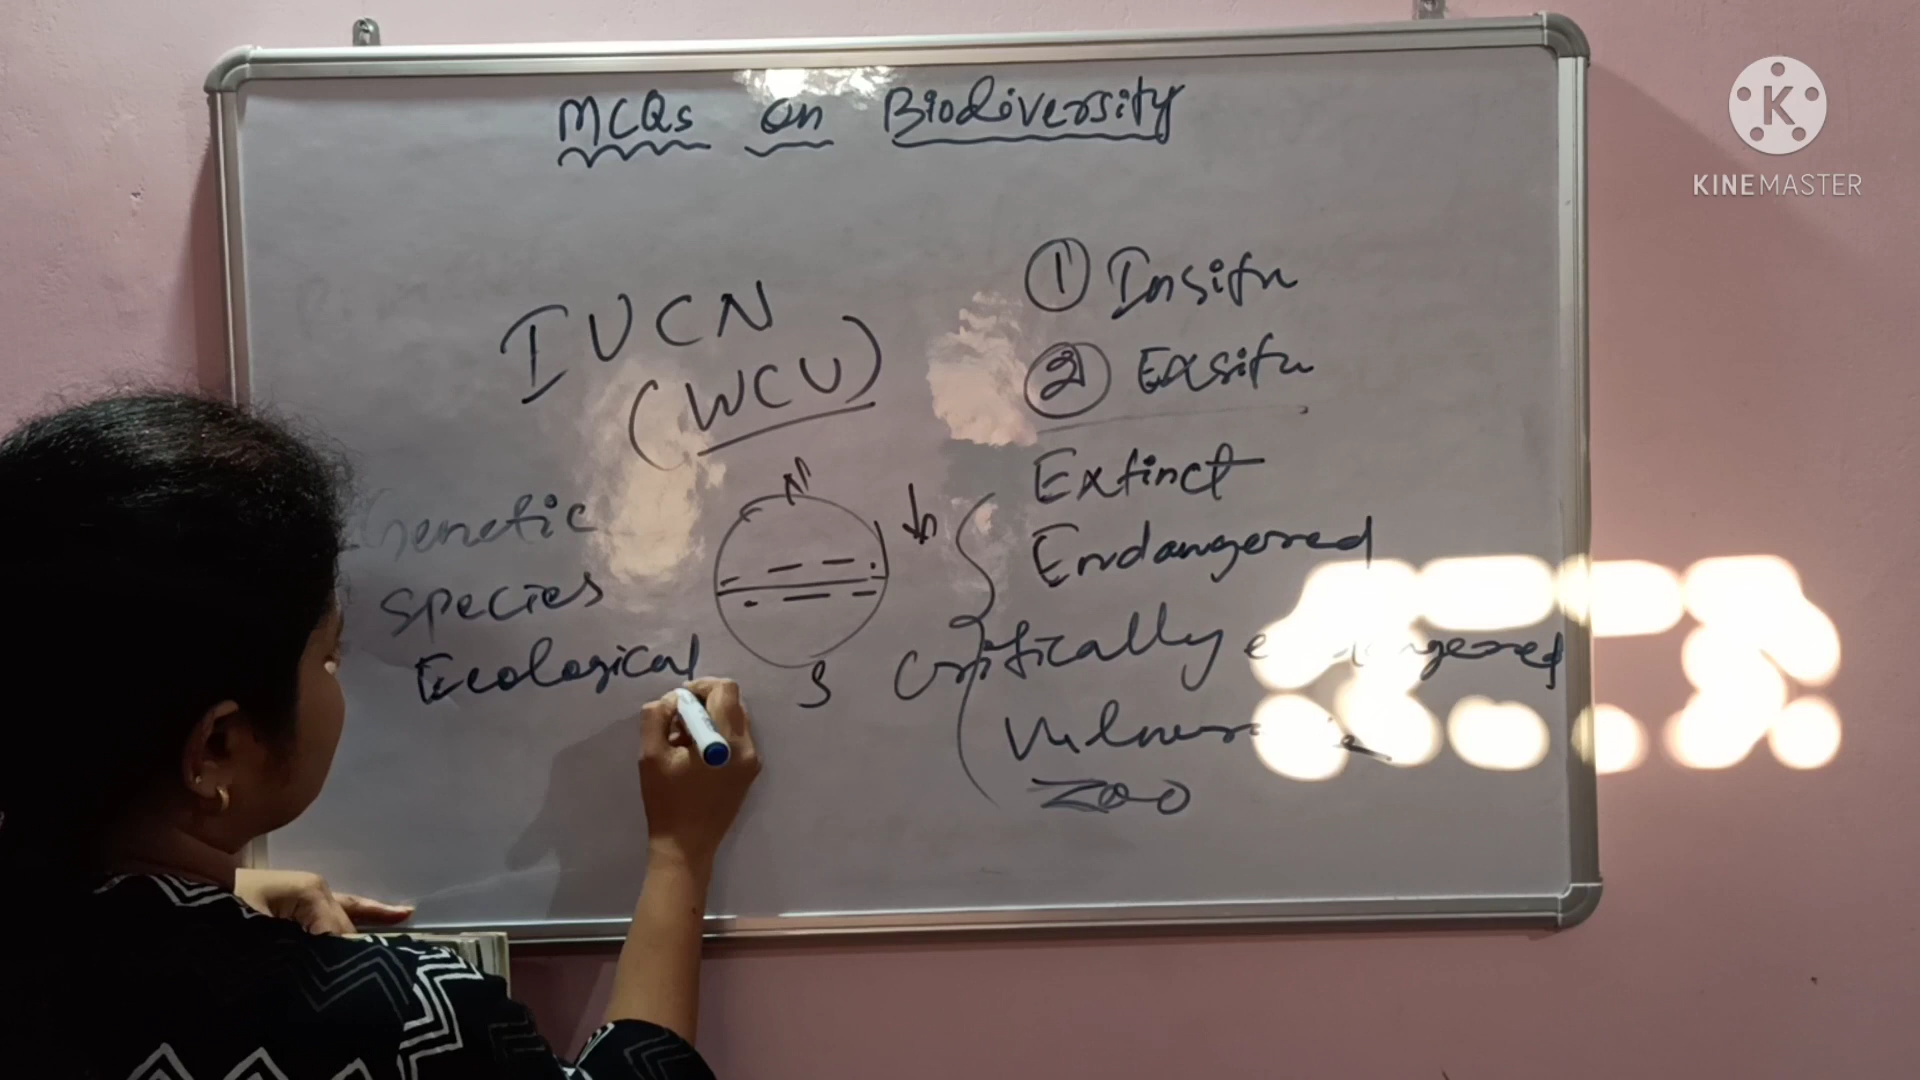 MCQs on Biodiversity
IUCN
(WCU)
① Insitu
② Exsitu
N
Genetic
Species
Ecological
S
Extinct
Endangered
Critically endangered
Vulnerable
ZOO
K
KINEMASTER